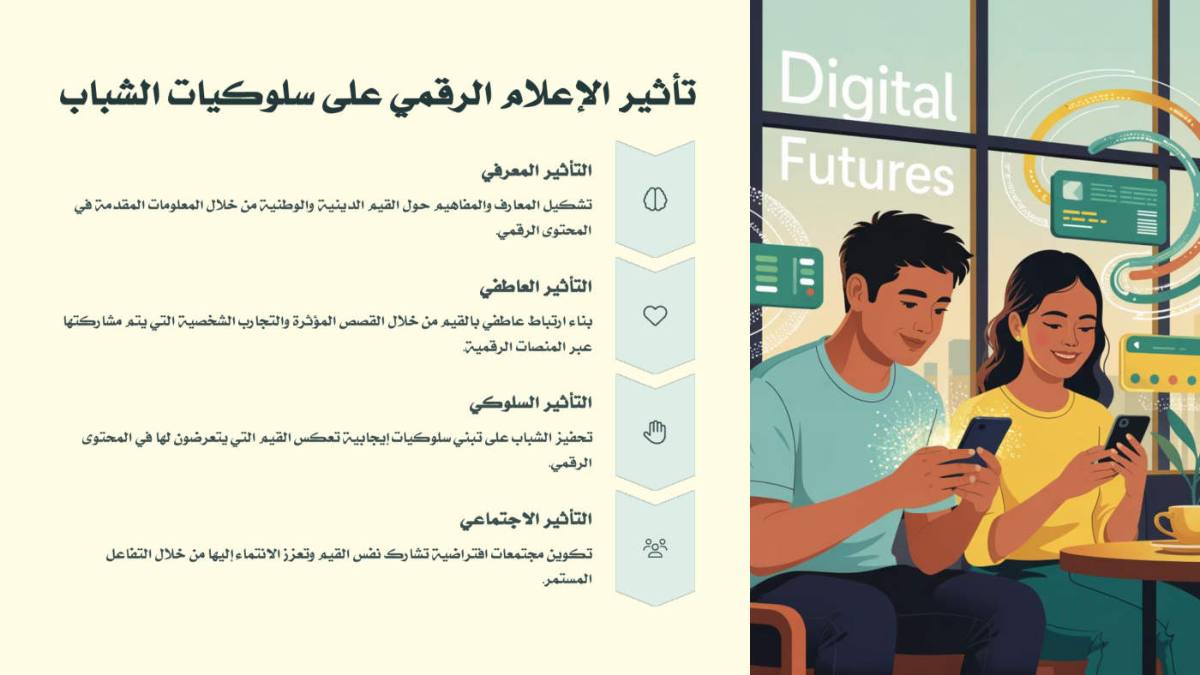 تأثير الإعلام الرقمي على سلوكيات الشباب
التأثير المعرفي
تشكيل المعارف والمفاهيم حول القيم الدينية والوطنية من خلال المعلومات المقدمة في
المحتوى الرقمي.
التأثير العاطفي
بناء ارتباط عاطفي بالقيم من خلال القصص المؤثرة والتجارب الشخصية التي يتم مشاركتها
عبر المنصات الرقمية.
التأثير السلوكي
تحفيز الشباب على تبني سلوكيات إيجابية تعكس القيم التي يتعرضون لها في المحتوى
الرقمي.
التأثير الاجتماعي
تكوين مجتمعات افتراضية تشارك نفس القيم وتعزز الانتماء إليها من خلال التفاعل
المستمر.
Digital
Futures